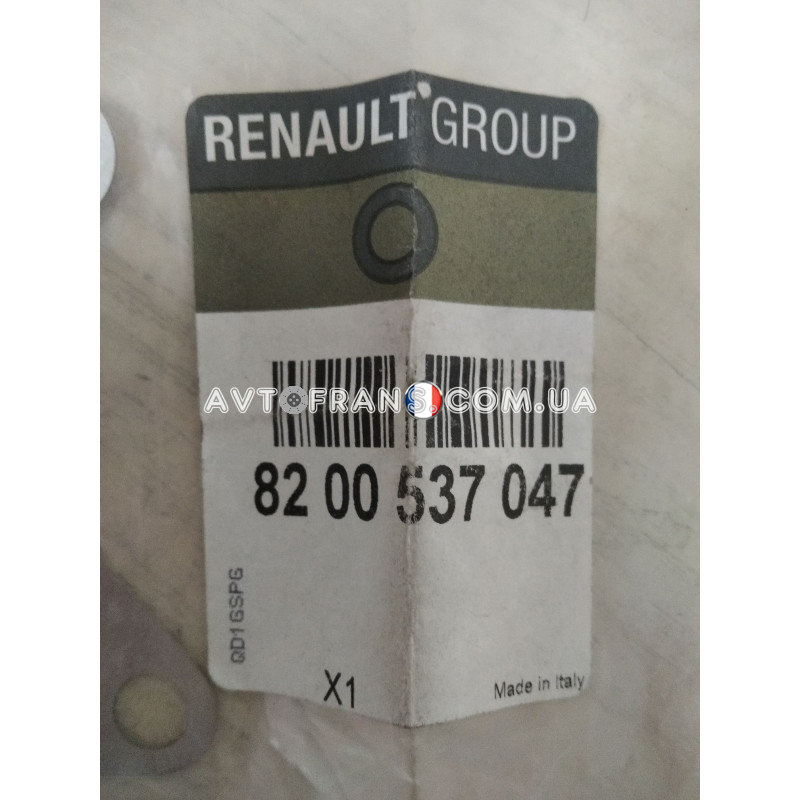 RENAULT GROUP
AVTOFRANS.COM.UA
82 00 537 047
QD1GSPG
X1
Made in Italy